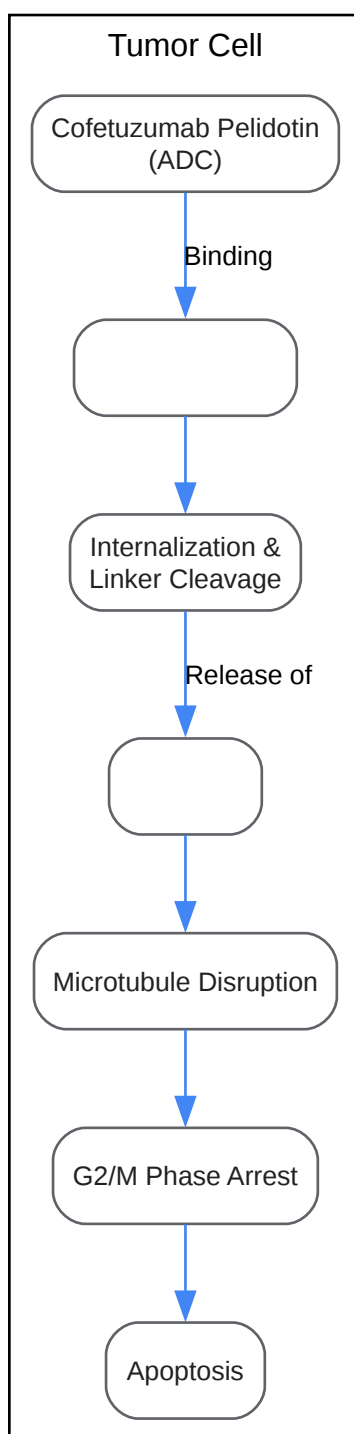 Tumor Cell
Cofetuzumab Pelidotin
(ADC)
Binding
Internalization &
Linker Cleavage
Release of
Microtubule Disruption
G2/M Phase Arrest
Apoptosis